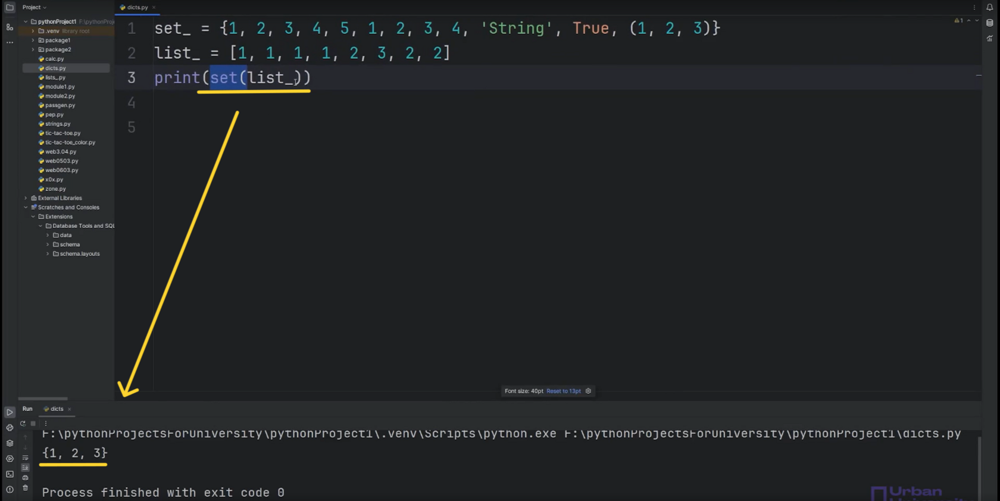 Project
dicts.py
pythonProject1 F:\pythonProje
.venv library root
package1
package2
calc.py
dicts.py
lists_.py
module1.py
module2.py
passgen.py
pep.py
strings.py
tic-tac-toe.py
tic-tac-toe_color.py
web3.04.py
web0503.py
web0603.py
x0x.py
zone.py
External Libraries
Scratches and Consoles
Extensions
Database Tools and SQL
data
schema
schema.layouts
1 set_ = {1, 2, 3, 4, 5, 1, 2, 3, 4, 'String', True, (1, 2, 3)}
2 list_ = [1, 1, 1, 1, 2, 3, 2, 2]
3 print(set(list_))
4
5
1
Font size: 40pt Reset to 13pt
Run dicts
F:\pythonProjectsForUniversity\pythonProject1\.venv\Scripts\python.exe F:\pythonProjectsForUniversity\pythonProject1\dicts.py
{1, 2, 3}
Process finished with exit code 0
Urban